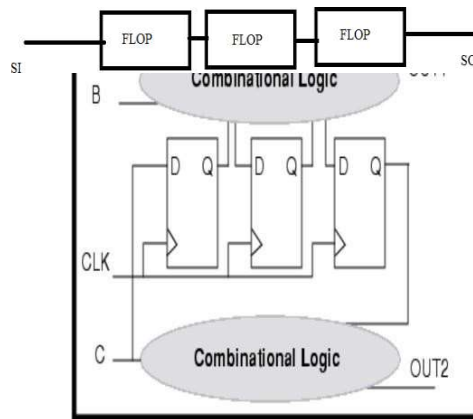 FLOP FLOP FLOP
SI
Combinational Logic
B
D Q D Q D Q
CLK
C
Combinational Logic
OUT2